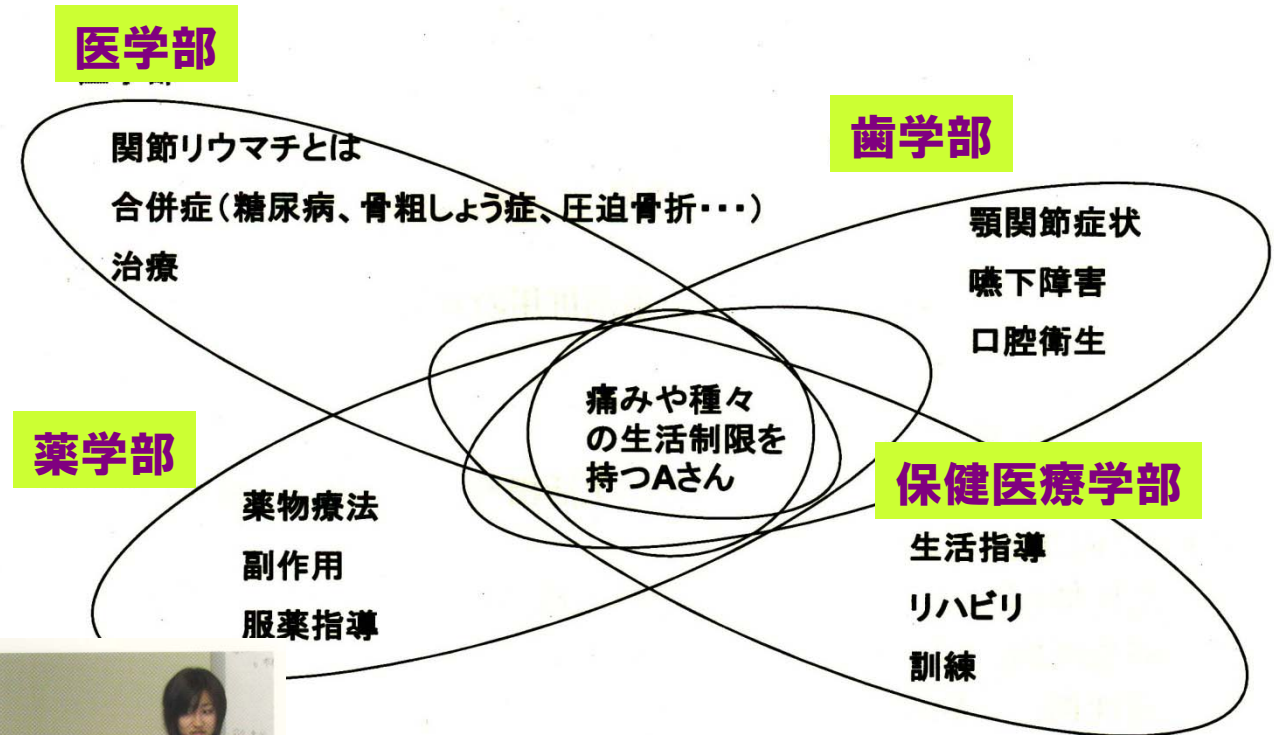 医学部
関節リウマチとは
合併症（糖尿病、骨粗しょう症、圧迫骨折・・・）
治療
歯学部
顎関節症状
嚥下障害
口腔衛生
痛みや種々
の生活制限を
持つAさん
薬学部
薬物療法
副作用
服薬指導
保健医療学部
生活指導
リハビリ
訓練